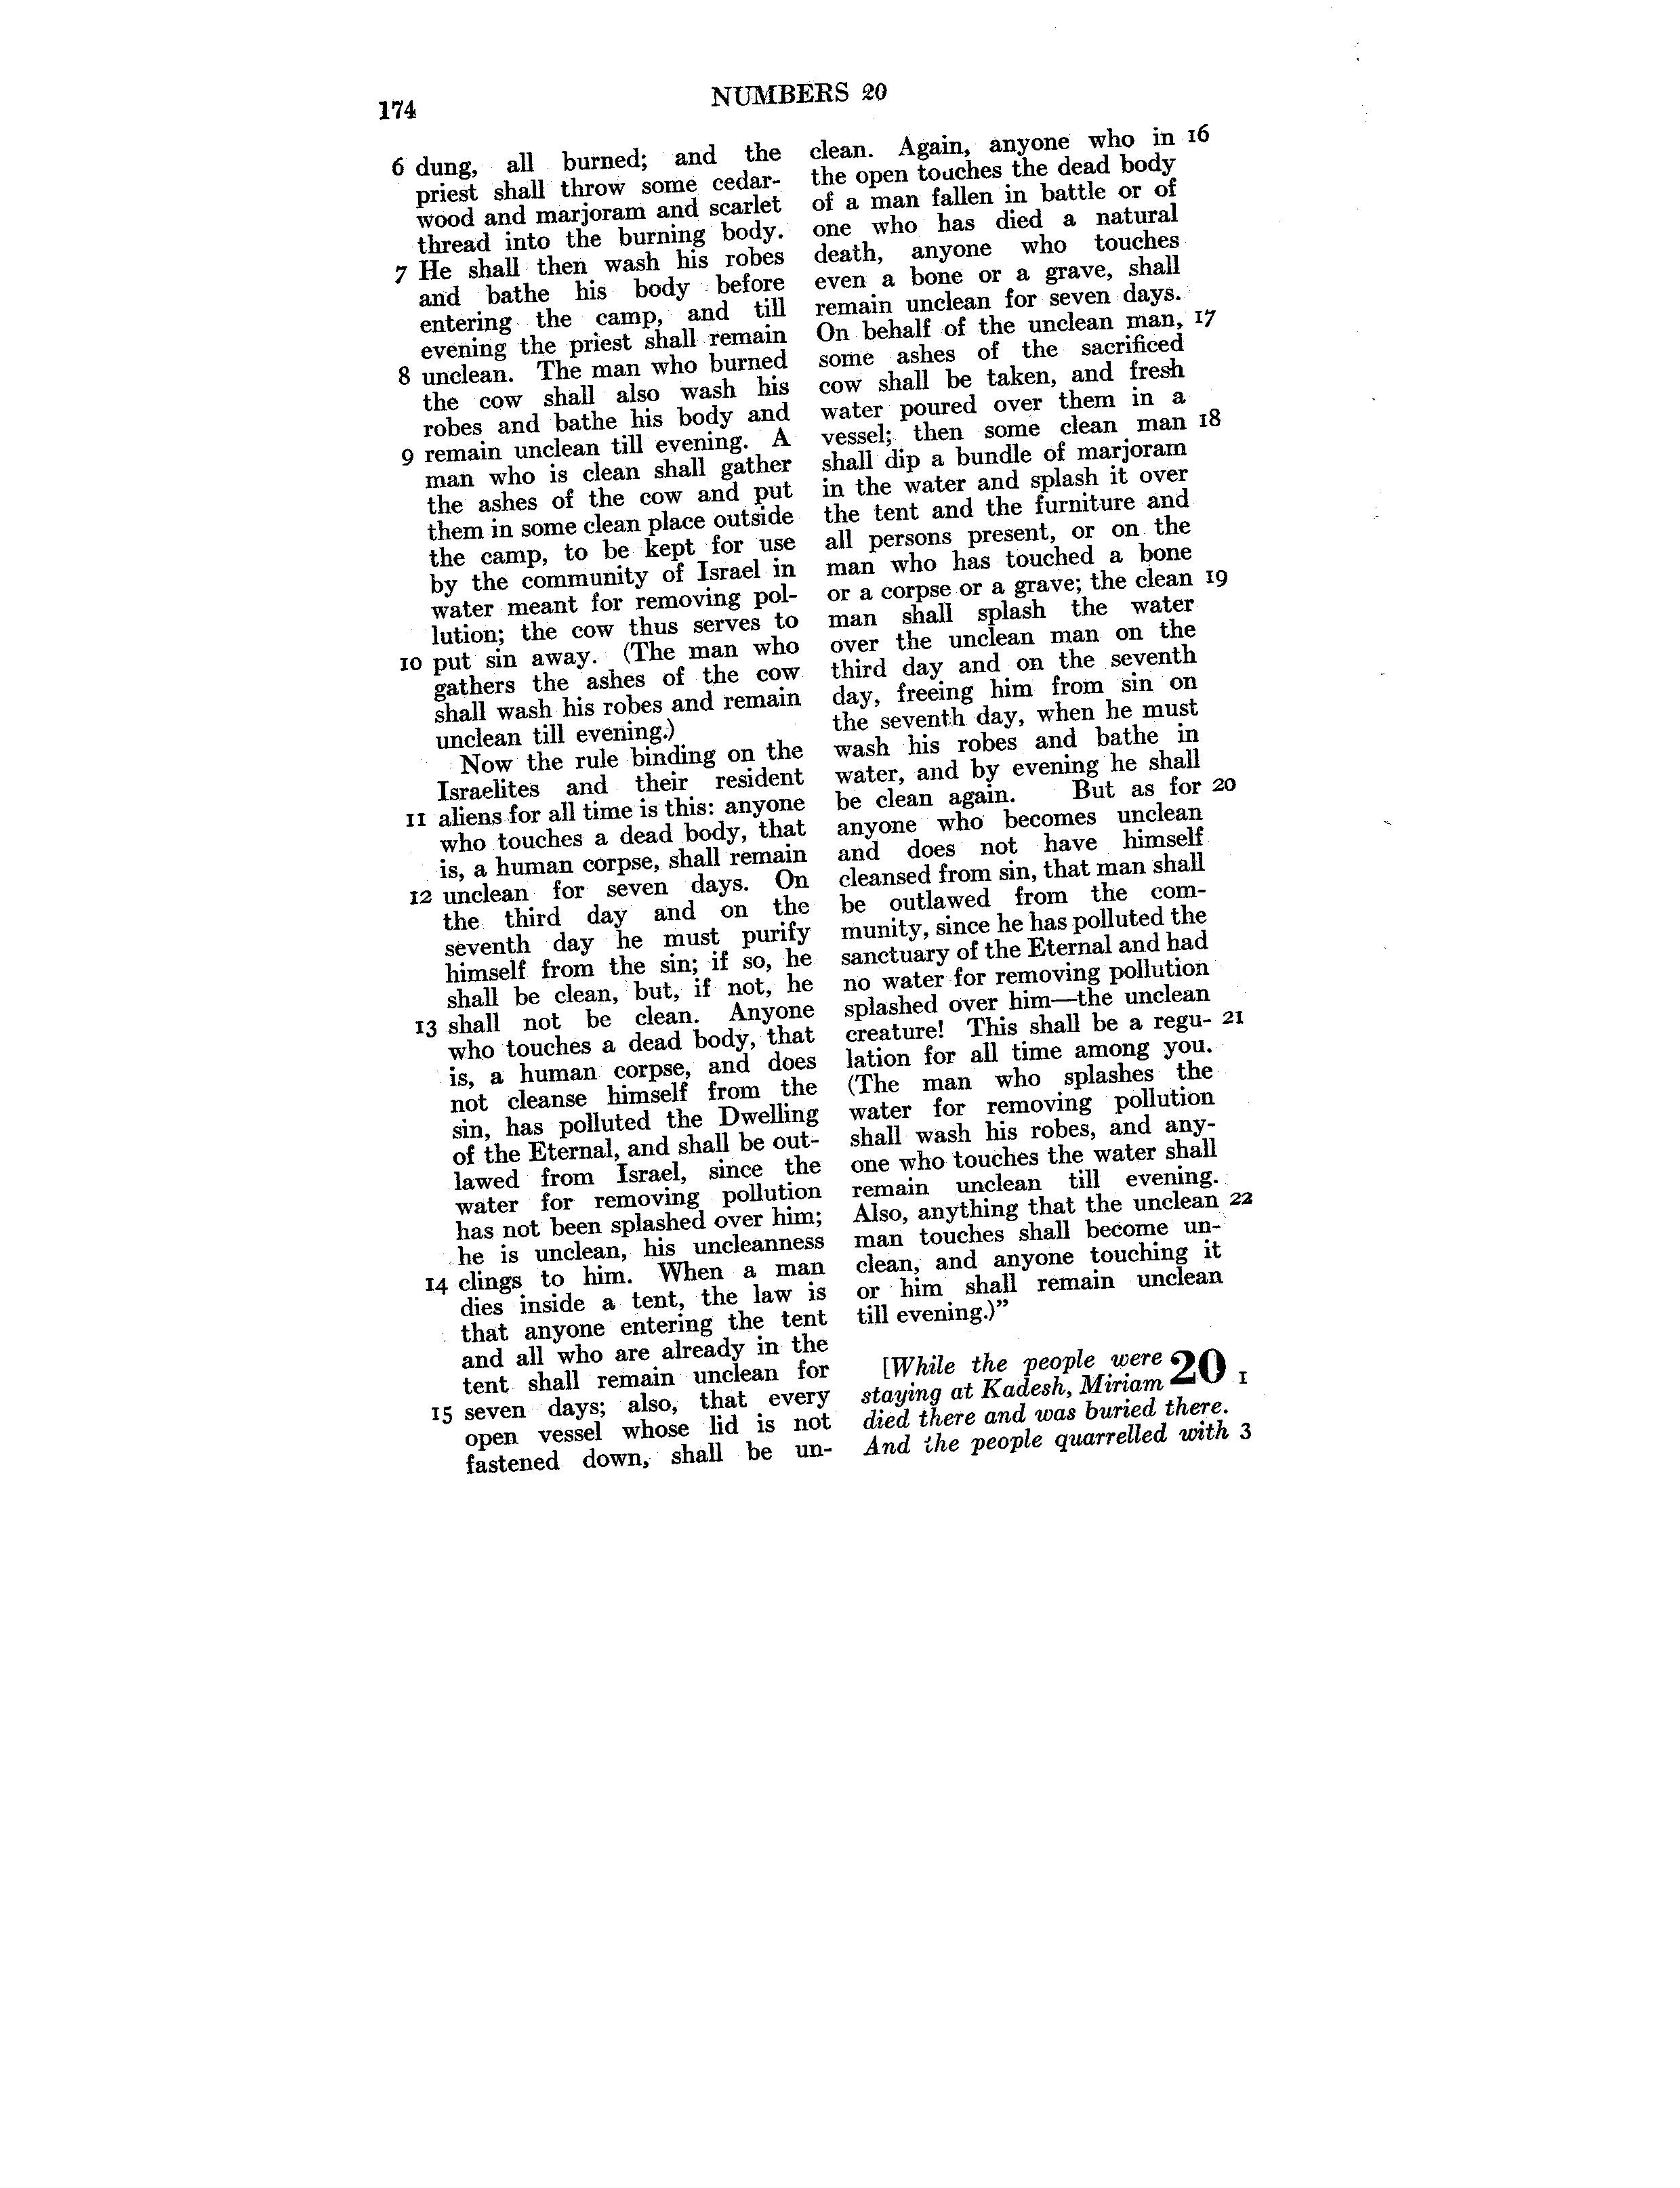 174
NUMBERS 20
6 dung, all burned; and the
priest shall throw some cedar-
wood and marjoram and scarlet
thread into the burning body.
7 He shall then wash his robes
and bathe his body before
entering the camp, and till
evening the priest shall remain
8 unclean. The man who burned
the cow shall also wash his
robes and bathe his body and
9 remain unclean till evening. A
man who is clean shall gather
the ashes of the cow and put
them in some clean place outside
the camp, to be kept for use
by the community of Israel in
water meant for removing pol-
lution; the cow thus serves to
10 put sin away. (The man who
gathers the ashes of the cow
shall wash his robes and remain
unclean till evening.)
Now the rule binding on the
Israelites and their resident
11 aliens for all time is this: anyone
who touches a dead body, that
is, a human corpse, shall remain
12 unclean for seven days. On
the third day and on the
seventh day he must purify
himself from the sin; if so, he
shall be clean, but, if not, he
13 shall not be clean. Anyone
who touches a dead body, that
is, a human corpse, and does
not cleanse himself from the
sin, has polluted the Dwelling
of the Eternal, and shall be out-
lawed from Israel, since the
water for removing pollution
has not been splashed over him;
he is unclean, his uncleanness
14 clings to him. When a man
dies inside a tent, the law is
that anyone entering the tent
and all who are already in the
tent shall remain unclean for
15 seven days; also, that every
open vessel whose lid is not
fastened down, shall be un-
clean. Again, anyone who in 16
the open touches the dead body
of a man fallen in battle or of
one who has died a natural
death, anyone who touches
even a bone or a grave, shall
remain unclean for seven days.
On behalf of the unclean man, 17
some ashes of the sacrificed
cow shall be taken, and fresh
water poured over them in a
vessel; then some clean man 18
shall dip a bundle of marjoram
in the water and splash it over
the tent and the furniture and
all persons present, or on the
man who has touched a bone
or a corpse or a grave; the clean 19
man shall splash the water
over the unclean man on the
third day and on the seventh
day, freeing him from sin on
the seventh day, when he must
wash his robes and bathe in
water, and by evening he shall
be clean again. But as for 20
anyone who becomes unclean
and does not have himself
cleansed from sin, that man shall
be outlawed from the com-
munity, since he has polluted the
sanctuary of the Eternal and had
no water for removing pollution
splashed over him—the unclean
creature! This shall be a regu- 21
lation for all time among you.
(The man who splashes the
water for removing pollution
shall wash his robes, and any-
one who touches the water shall
remain unclean till evening.
Also, anything that the unclean 22
man touches shall become un-
clean, and anyone touching it
or him shall remain unclean
till evening.)”
[While the people were 20 1
staying at Kadesh, Miriam
died there and was buried there.
And the people quarrelled with 3